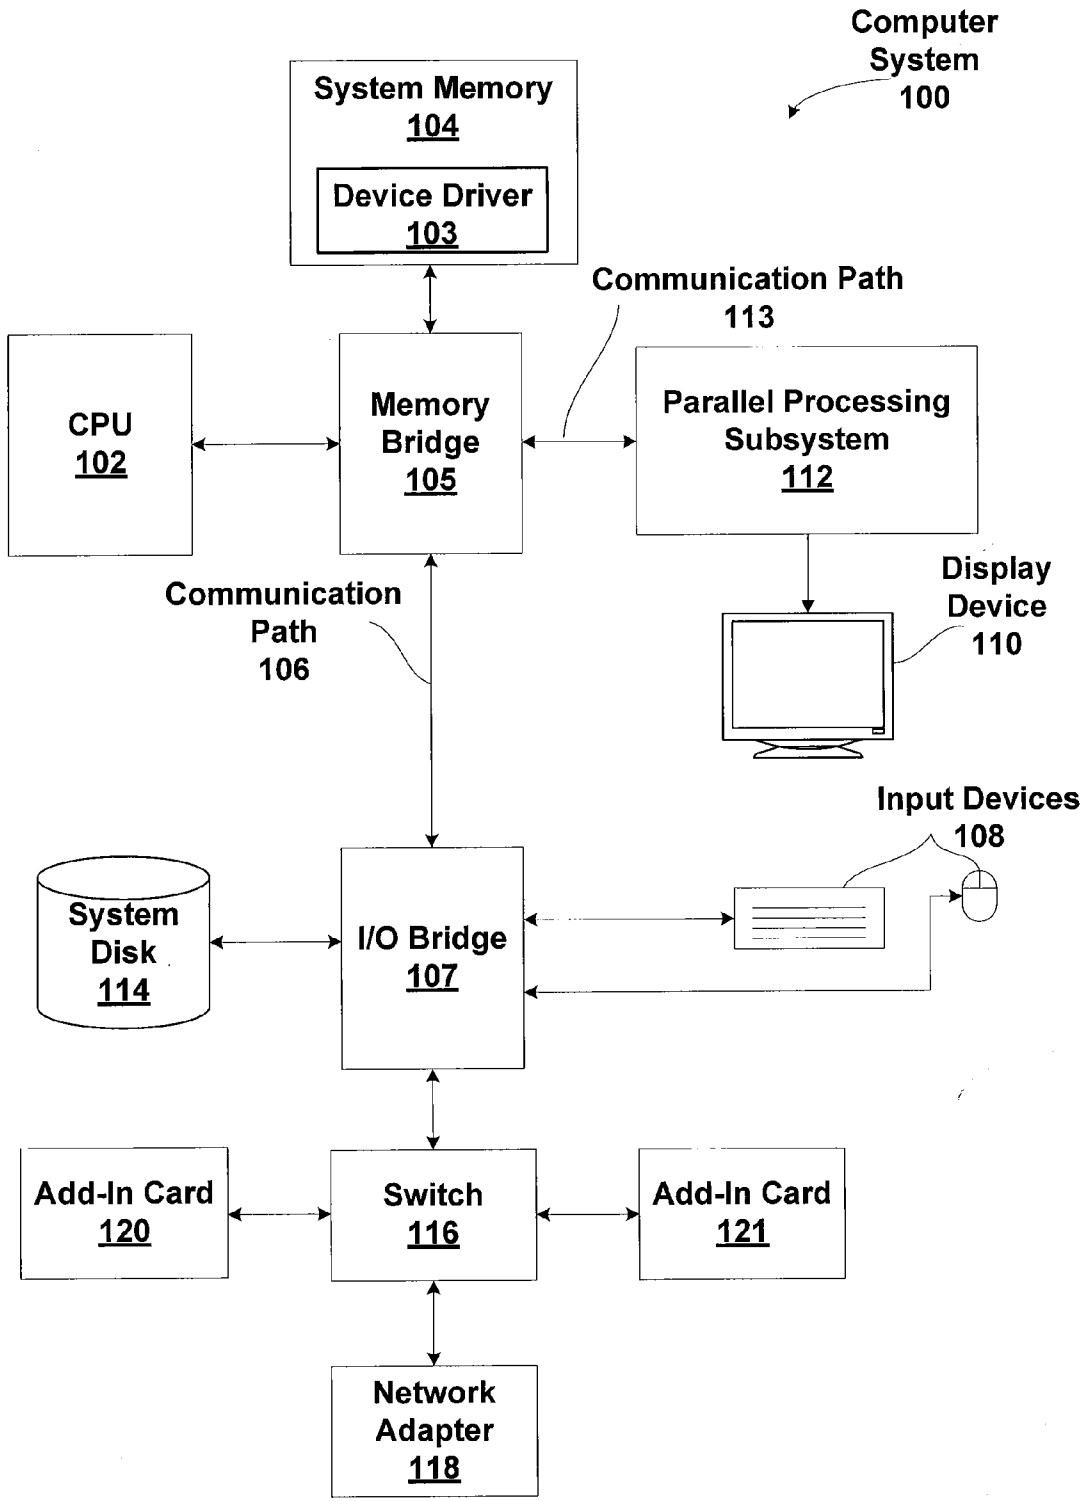 Computer
System
100
System Memory
104
Device Driver
103
Communication Path
113
CPU
102
Memory
Bridge
105
Parallel Processing
Subsystem
112
Communication
Path
106
Display
Device
110
Input Devices
108
System
Disk
114
I/O Bridge
107
Add-In Card
120
Switch
116
Add-In Card
121
Network
Adapter
118